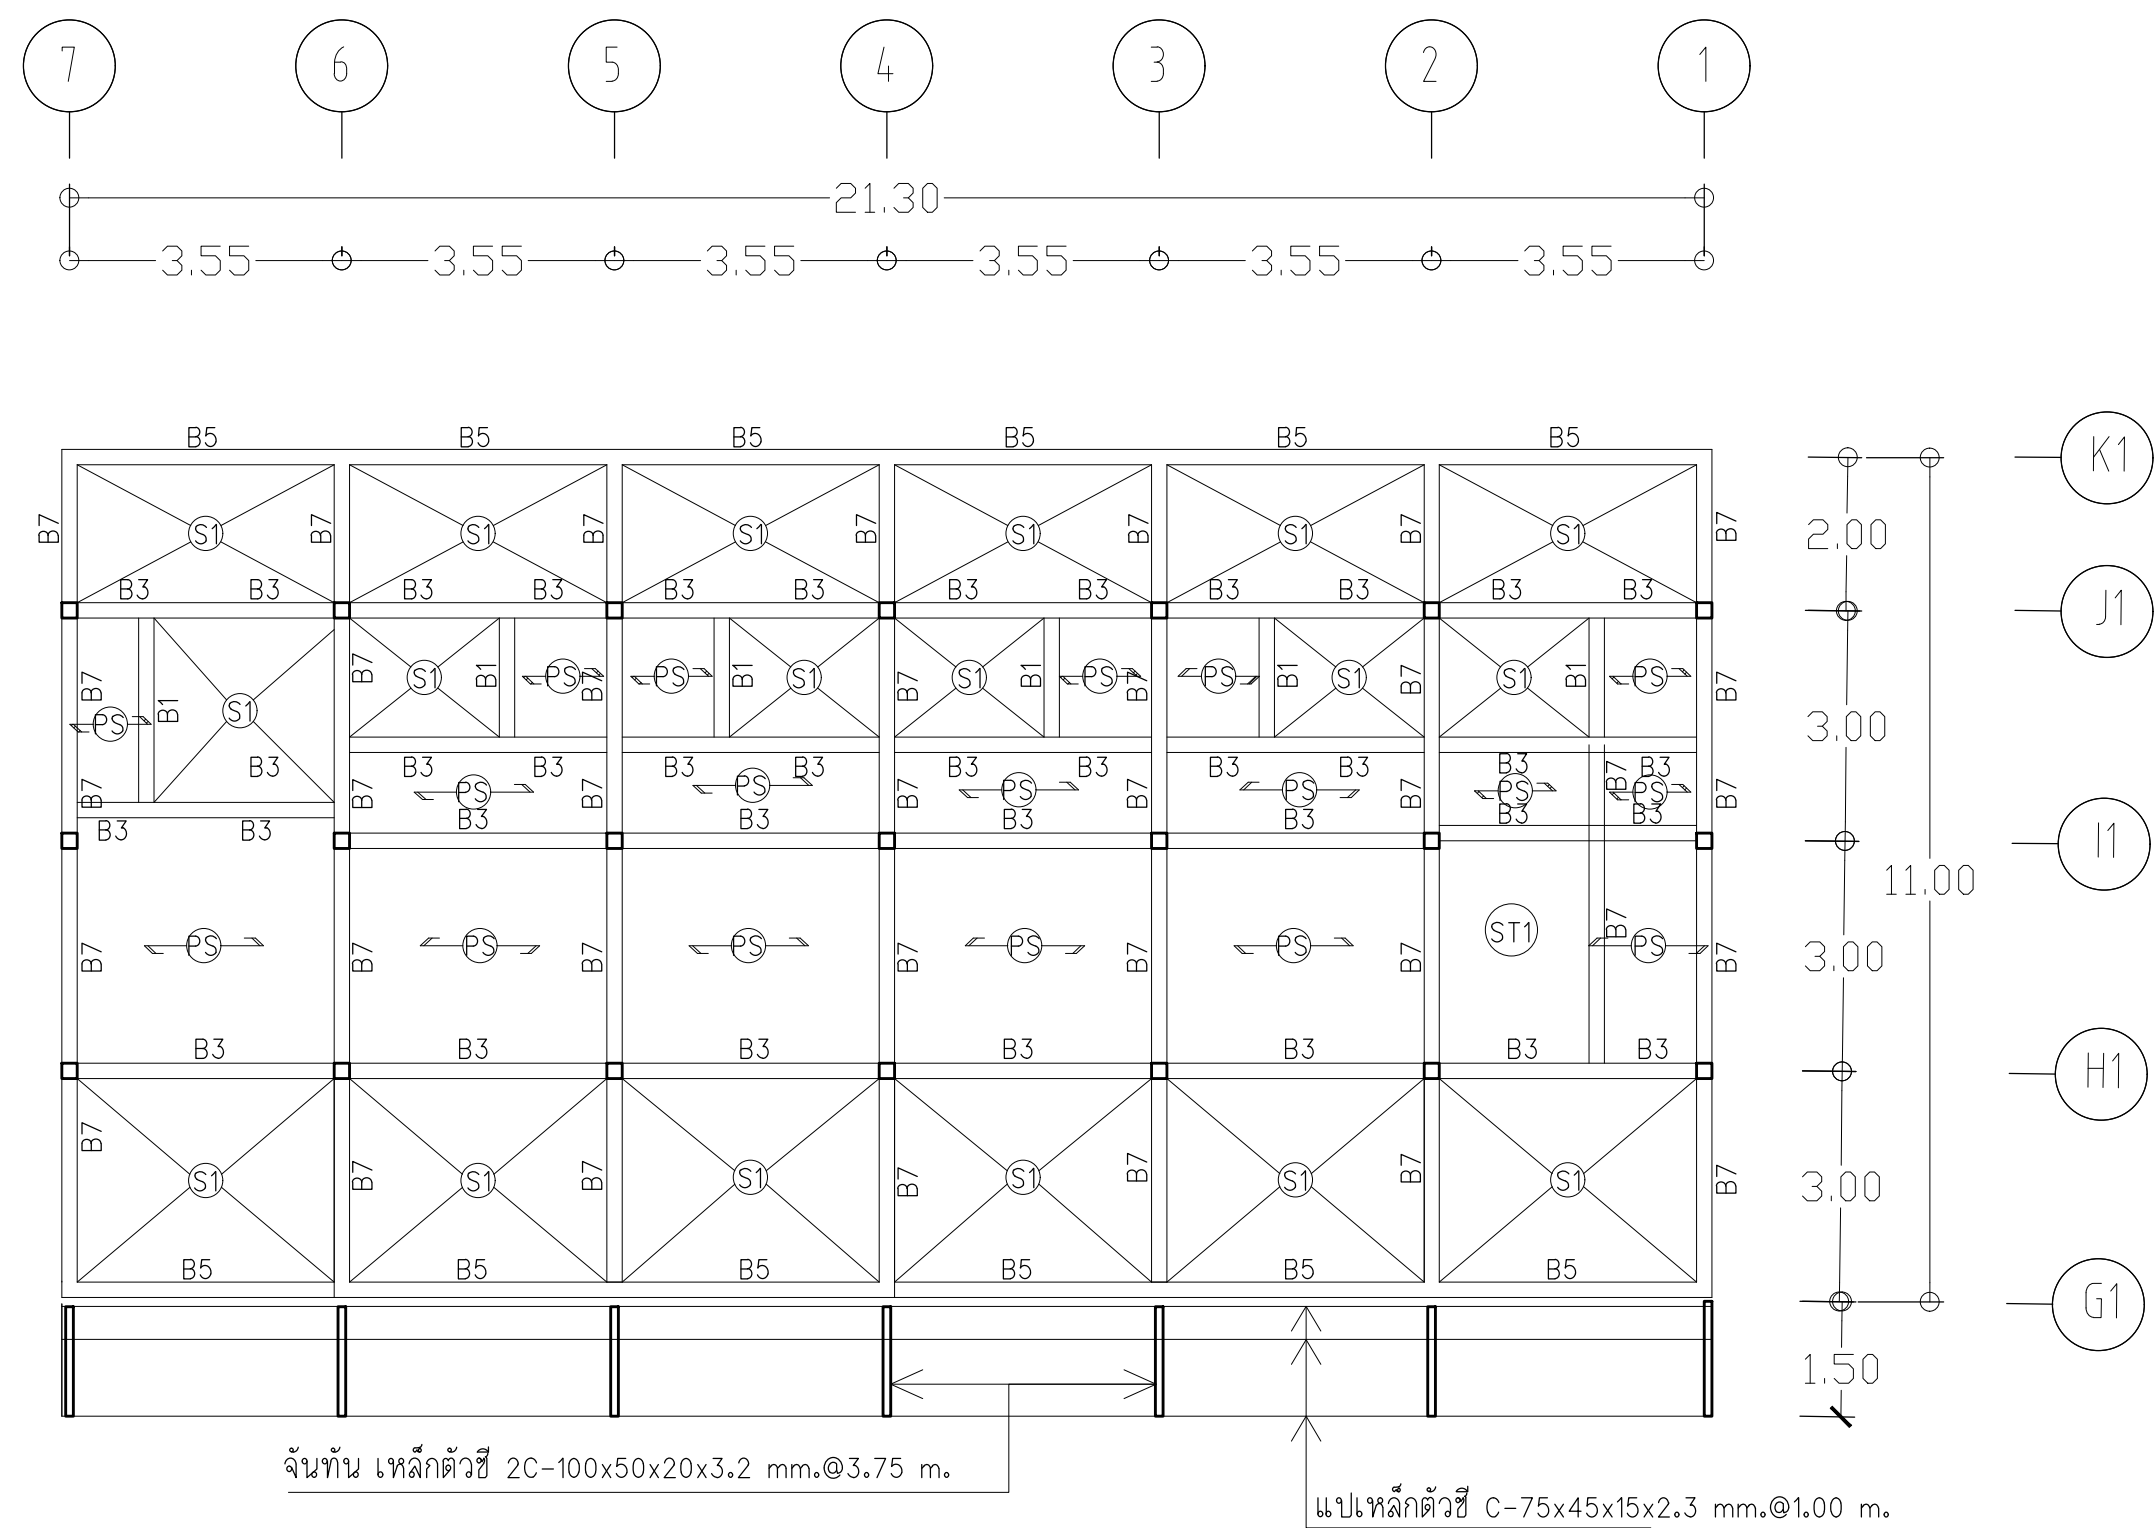 7 6 5 4 3 2 1
21.30
3.55 3.55 3.55 3.55 3.55 3.55
B5 B5 B5 B5 B5 B5
K1
B7 S1 B7 S1 B7 S1 B7 S1 B7 S1 B7 S1 B7
2.00
B3 B3 B3 B3 B3 B3 B3 B3 B3 B3 B3 B3
J1
B7 B7 S1 B1 PS B7 PS B1 S1 B7 S1 B1 PS B7 PS B1 S1 B7 S1 B1 PS B7
PS B1 S1
3.00
B3 B3 B3 B3 B3 B3 B3 B3 B3 B3 B3
B7 B7 PS B7 PS B7 PS B7 PS B7 PS B7 PS B7
B3 B3 B3 B3 B3 B3
B3 B3
I1
11.00
ST1 B7
PS PS PS PS PS PS
B7 B7 B7 B7 B7 B7 B7
3.00
B3 B3 B3 B3 B3 B3 B3
H1
B7 B7 B7 B7 B7 B7 B7
S1 S1 S1 S1 S1 S1
3.00
B5 B5 B5 B5 B5 B5
G1
1.50
จันทัน เหล็กตัวซี 2C-100x50x20x3.2 mm.@3.75 m.
แปเหล็กตัวซี C-75x45x15x2.3 mm.@1.00 m.